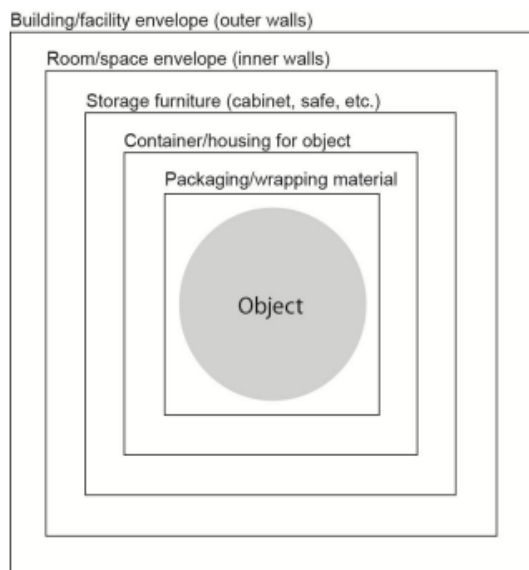 Building/facility envelope (outer walls)
Room/space envelope (inner walls)
Storage furniture (cabinet, safe, etc.)
Container/housing for object
Packaging/wrapping material
Object